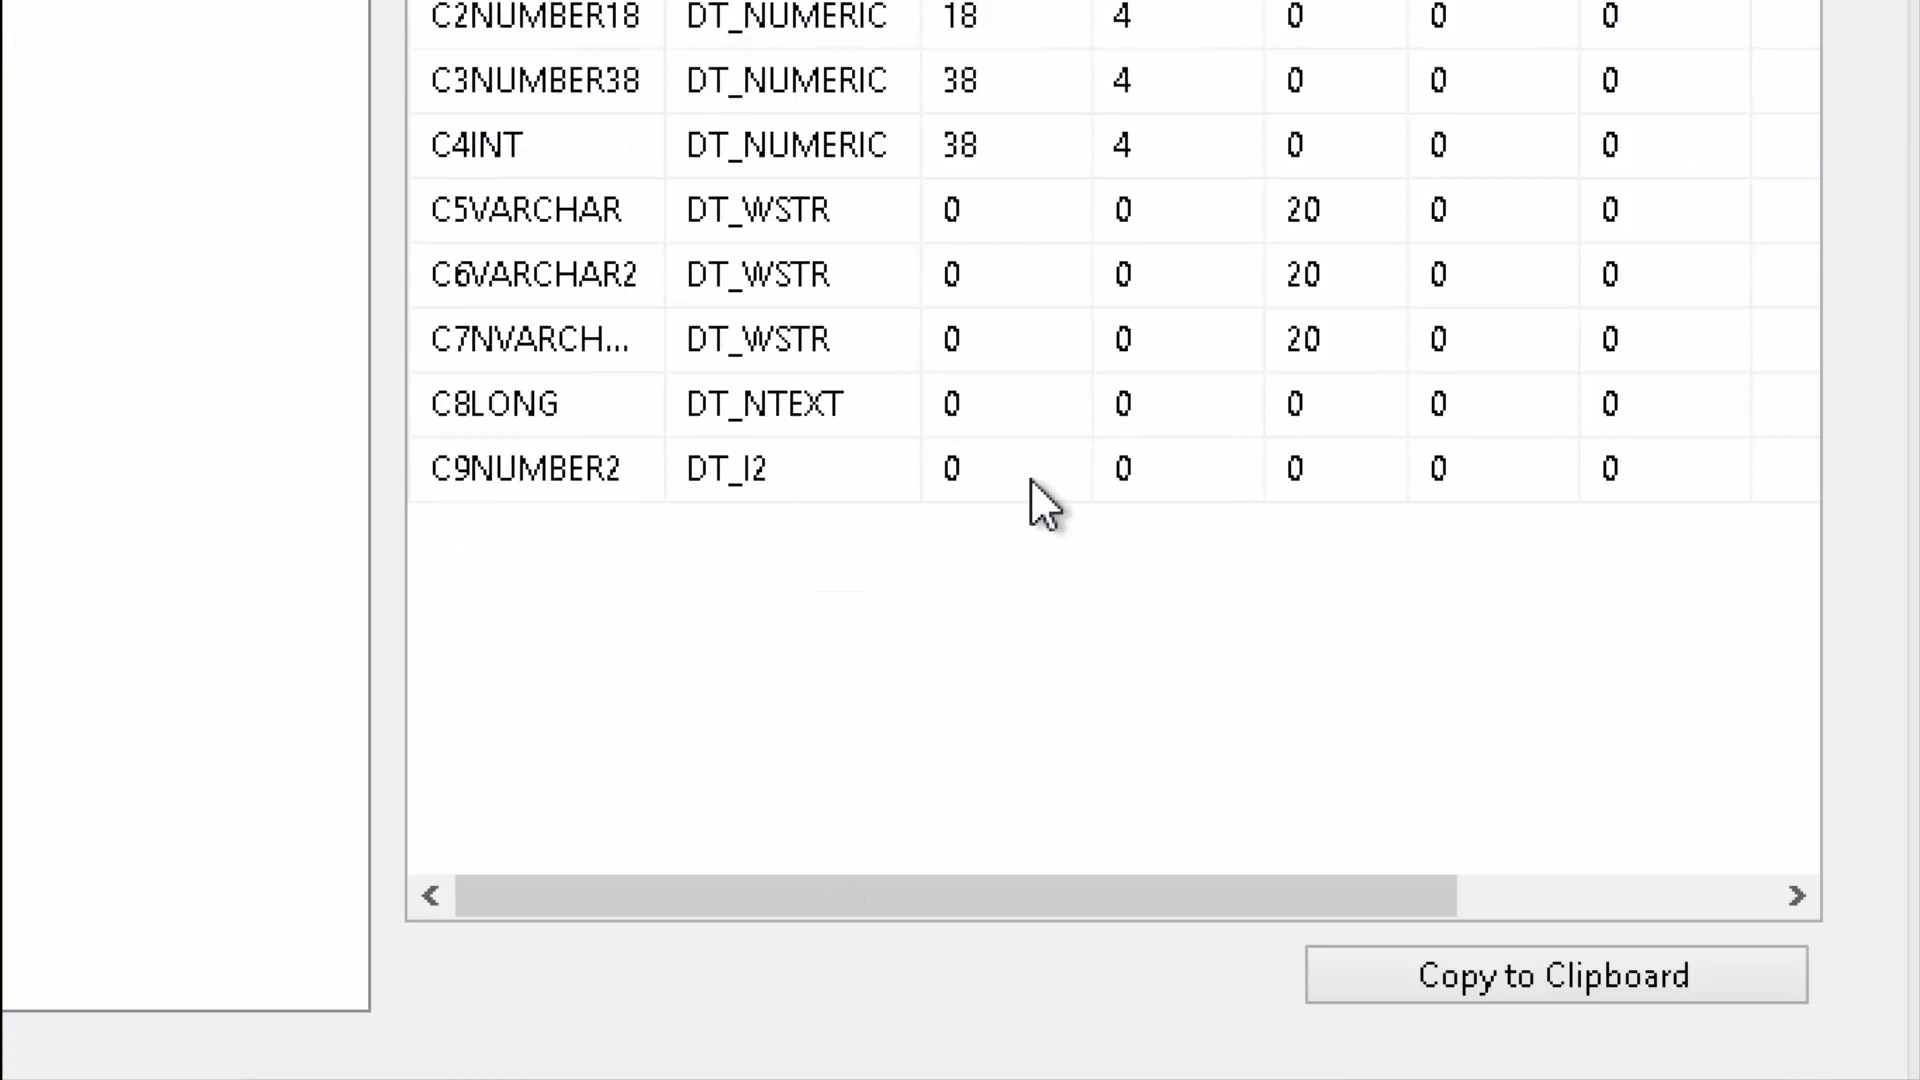 C2NUMBER18 DT_NUMERIC 18 4 0 0 0
C3NUMBER38 DT_NUMERIC 38 4 0 0 0
C4INT DT_NUMERIC 38 4 0 0 0
C5VARCHAR DT_WSTR 0 0 20 0 0
C6VARCHAR2 DT_WSTR 0 0 20 0 0
C7NVARCH... DT_WSTR 0 0 20 0 0
C8LONG DT_NTEXT 0 0 0 0 0
C9NUMBER2 DT_I2 0 0 0 0 0
Copy to Clipboard